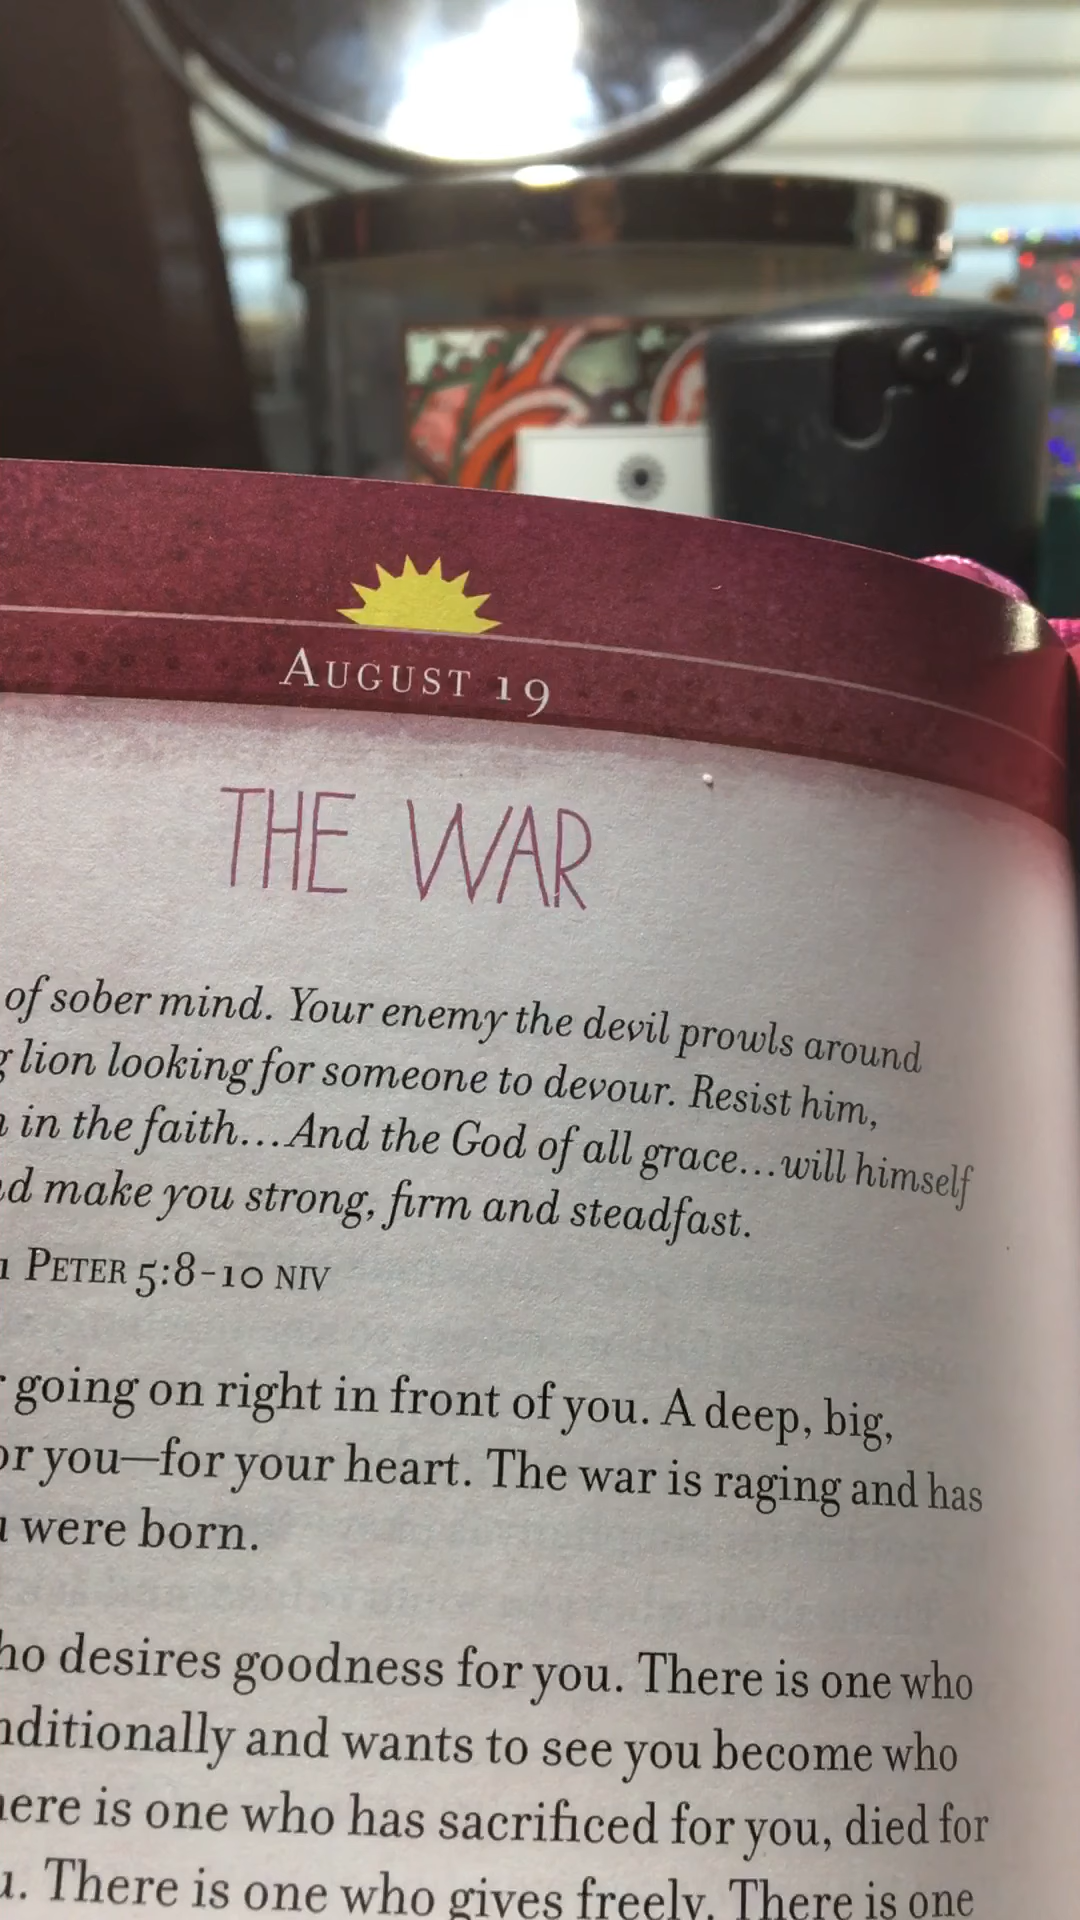 August 19
THE WAR
of sober mind. Your enemy the devil prowls around
lion looking for someone to devour. Resist him,
in the faith...And the God of all grace...will himself
make you strong, firm and steadfast.
1 Peter 5:8-10 NIV
going on right in front of you. A deep, big,
you—for your heart. The war is raging and has
were born.
desires goodness for you. There is one who
and wants to see you become who
is one who has sacrificed for you, died for
There is one who gives freely. There is one